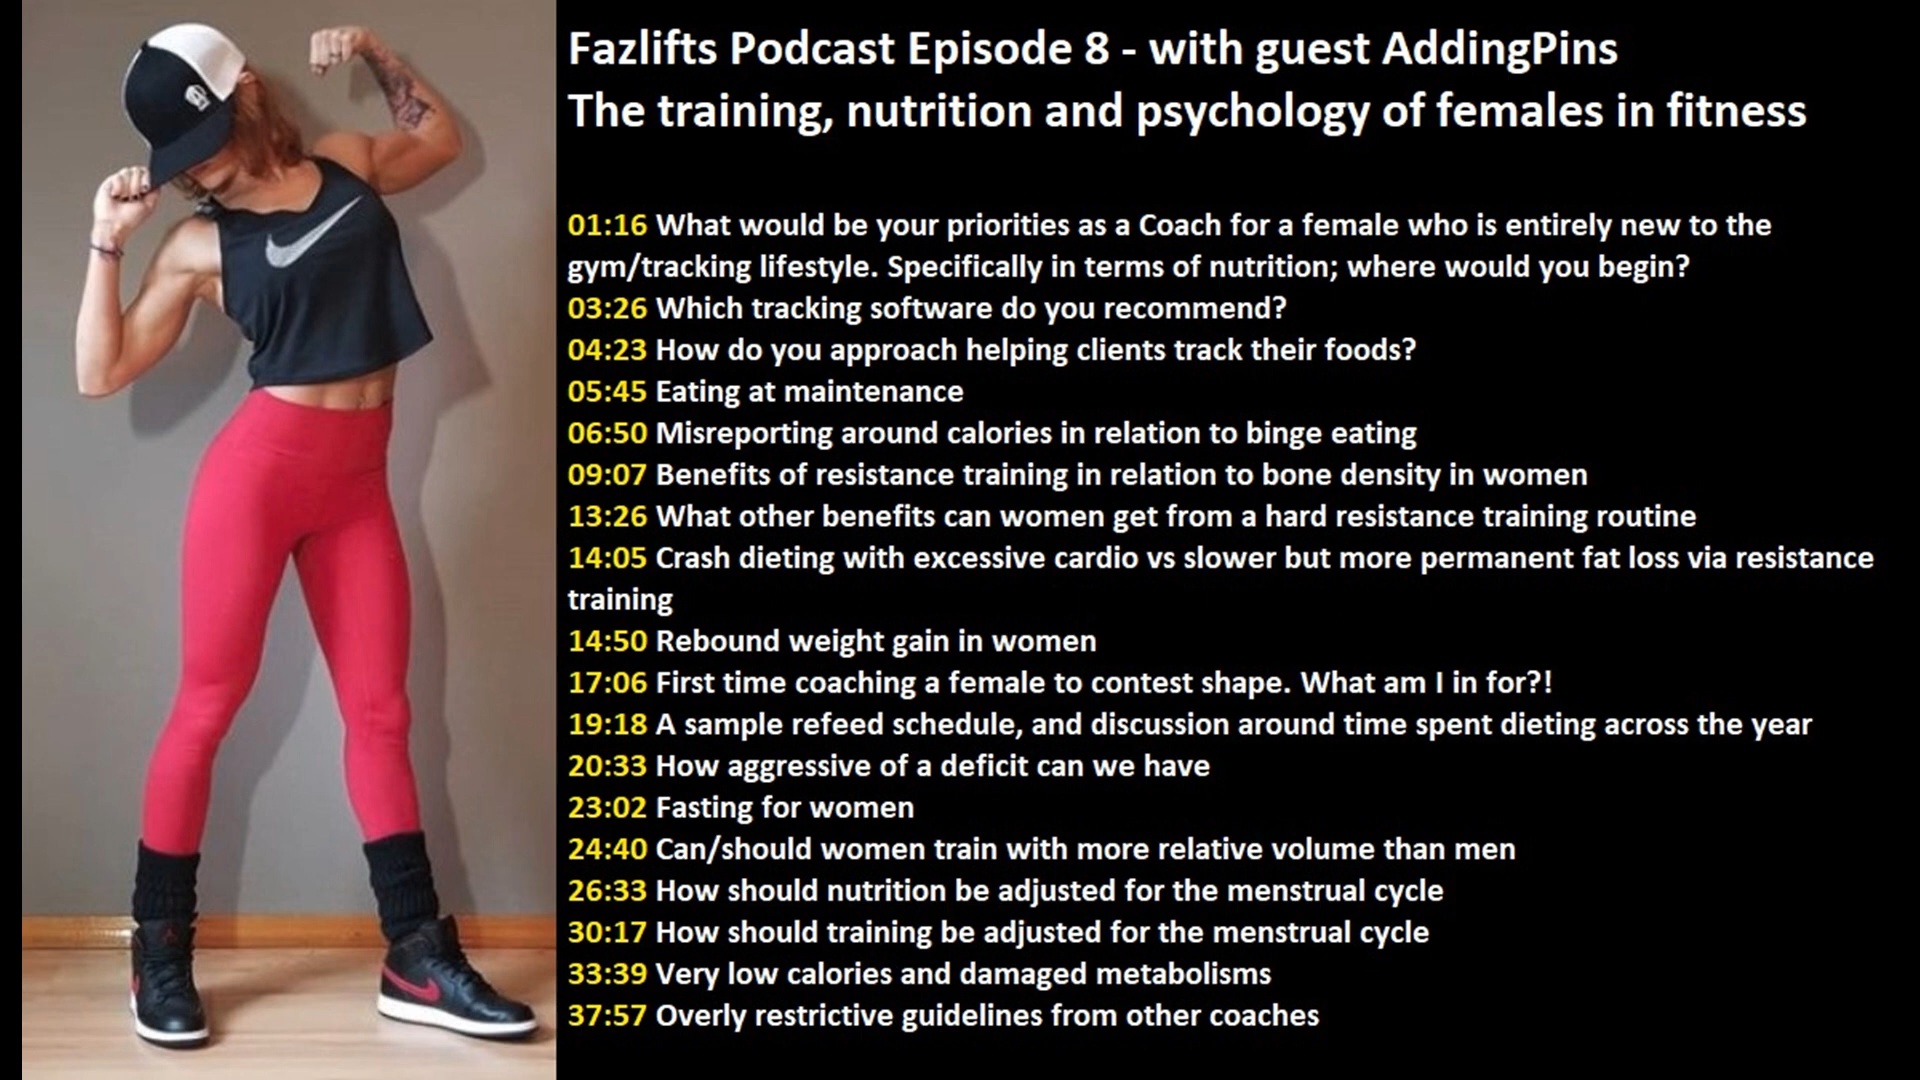 Fazlifts Podcast Episode 8 - with guest AddingPins
The training, nutrition and psychology of females in fitness
01:16 What would be your priorities as a Coach for a female who is entirely new to the
gym/tracking lifestyle. Specifically in terms of nutrition; where would you begin?
03:26 Which tracking software do you recommend?
04:23 How do you approach helping clients track their foods?
05:45 Eating at maintenance
06:50 Misreporting around calories in relation to binge eating
09:07 Benefits of resistance training in relation to bone density in women
13:26 What other benefits can women get from a hard resistance training routine
14:05 Crash dieting with excessive cardio vs slower but more permanent fat loss via resistance
training
14:50 Rebound weight gain in women
17:06 First time coaching a female to contest shape. What am I in for?!
19:18 A sample refeed schedule, and discussion around time spent dieting across the year
20:33 How aggressive of a deficit can we have
23:02 Fasting for women
24:40 Can/should women train with more relative volume than men
26:33 How should nutrition be adjusted for the menstrual cycle
30:17 How should training be adjusted for the menstrual cycle
33:39 Very low calories and damaged metabolisms
37:57 Overly restrictive guidelines from other coaches